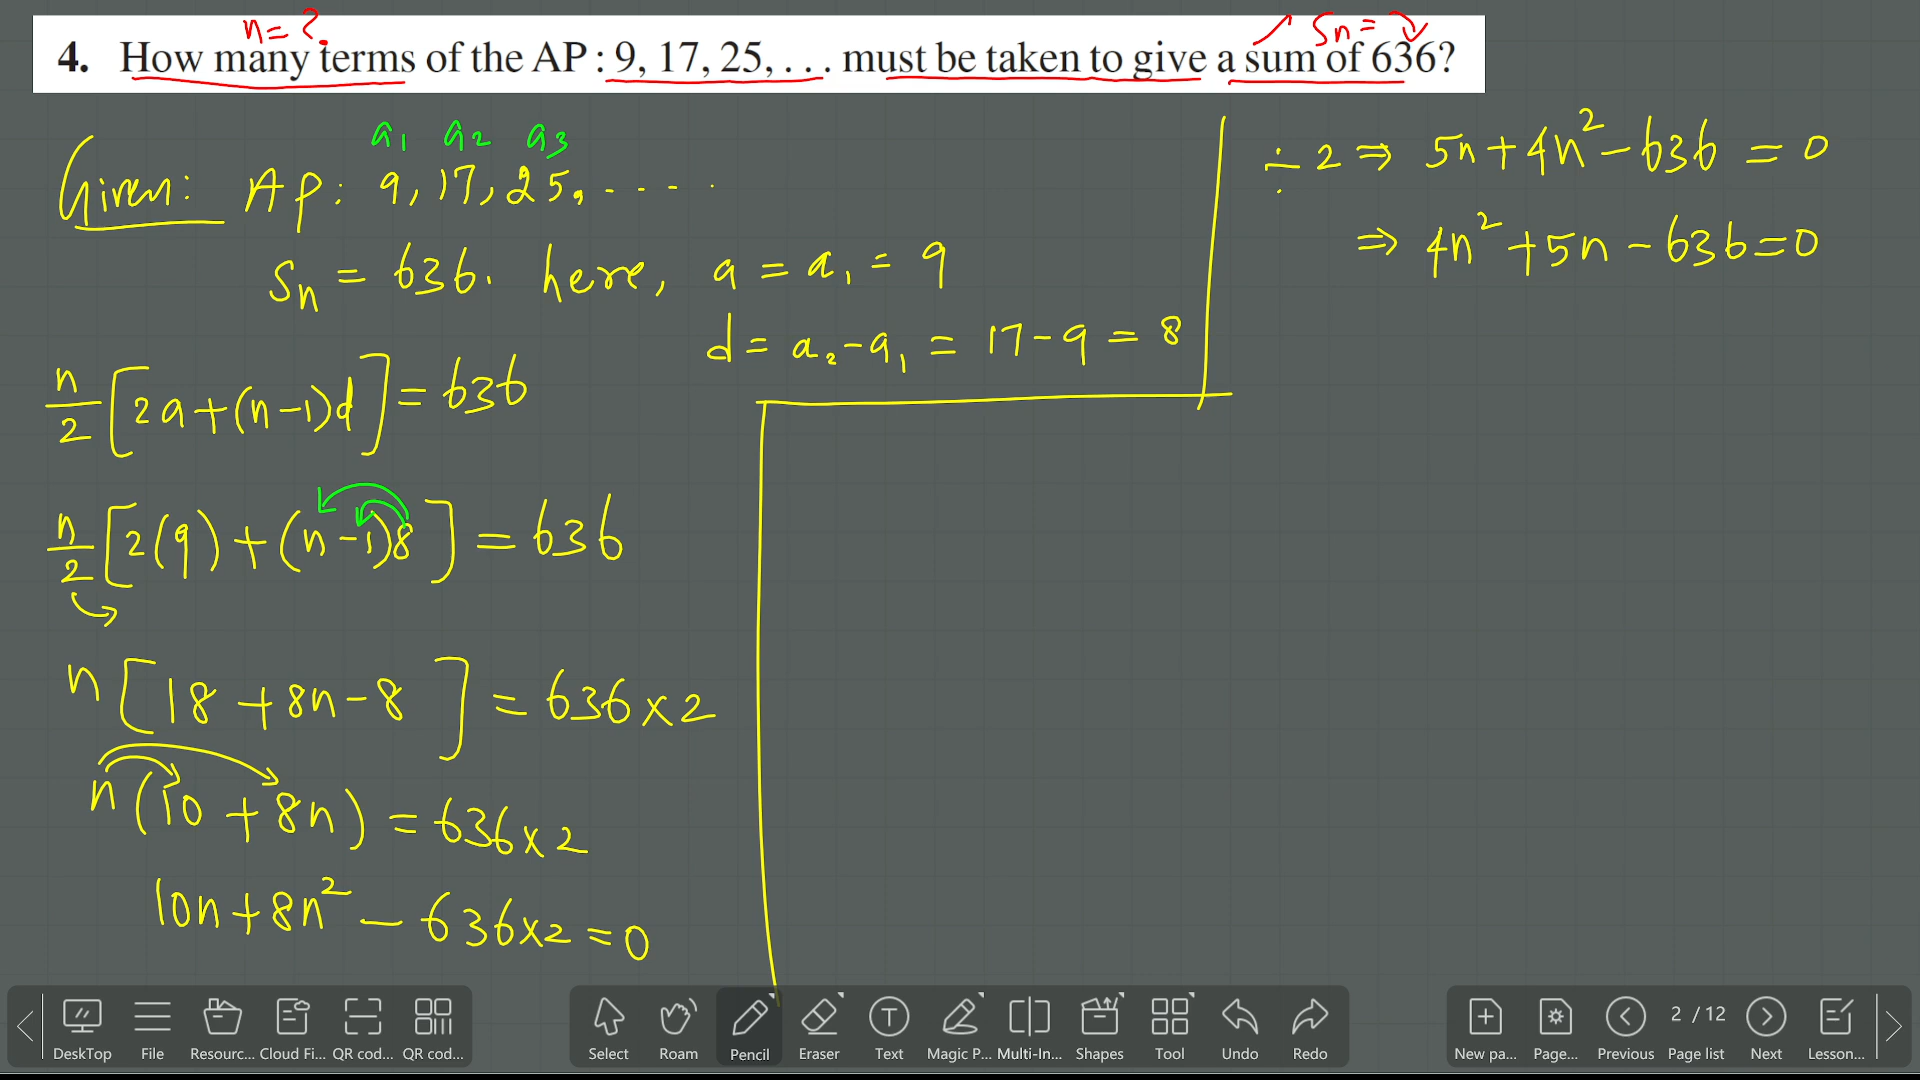 n=?
Sn=?
4. How many terms of the AP : 9, 17, 25, . . . must be taken to give a sum of 636?
a1 a2 a3
Given: AP: 9, 17, 25, .....
Sn = 636. here, a = a1 = 9
d = a2-a1 = 17-9 = 8
n/2 [2a+(n-1)d] = 636
n/2 [2(9)+(n-1)8] = 636
n [18+8n-8] = 636x2
n(10+8n) = 636x2
10n+8n² - 636x2 = 0
÷2 ⇒ 5n+4n²-636 = 0
⇒ 4n²+5n-636=0
DeskTop File Resourc... Cloud Fi... QR cod... QR cod...
Select Roam Pencil Eraser Text Magic P... Multi-In... Shapes Tool Undo Redo
2 / 12
New pa... Page... Previous Page list Next Lesson...